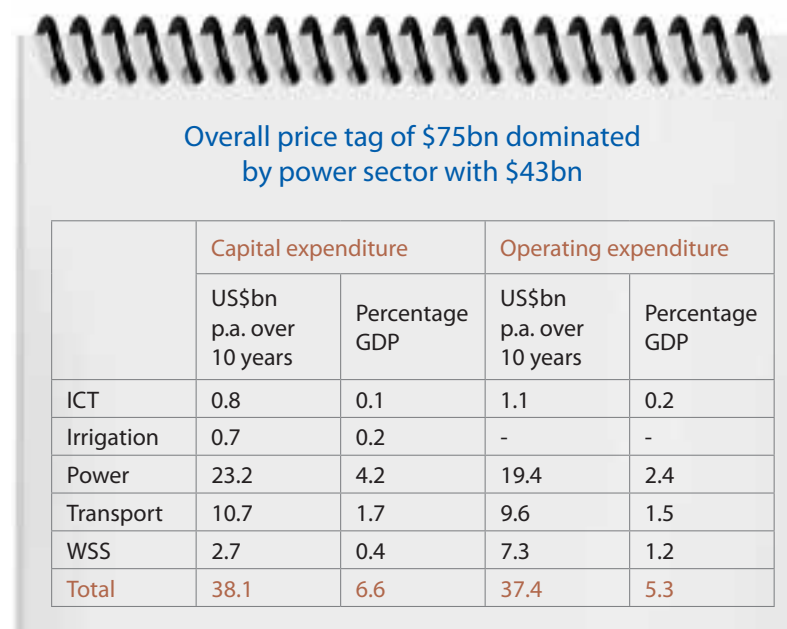 Overall price tag of $75bn dominated
by power sector with $43bn
Capital expenditure Operating expenditure
US$bn p.a. over 10 years Percentage GDP US$bn p.a. over 10 years Percentage GDP
ICT 0.8 0.1 1.1 0.2
Irrigation 0.7 0.2 - -
Power 23.2 4.2 19.4 2.4
Transport 10.7 1.7 9.6 1.5
WSS 2.7 0.4 7.3 1.2
Total 38.1 6.6 37.4 5.3